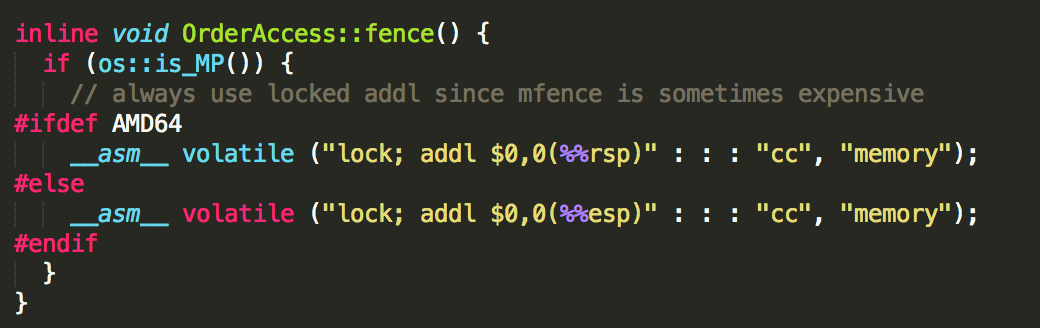 inline void OrderAccess::fence() {
  if (os::is_MP()) {
    // always use locked addl since mfence is sometimes expensive
#ifdef AMD64
    __asm__ volatile ("lock; addl $0,0(%%rsp)" : : : "cc", "memory");
#else
    __asm__ volatile ("lock; addl $0,0(%%esp)" : : : "cc", "memory");
#endif
  }
}